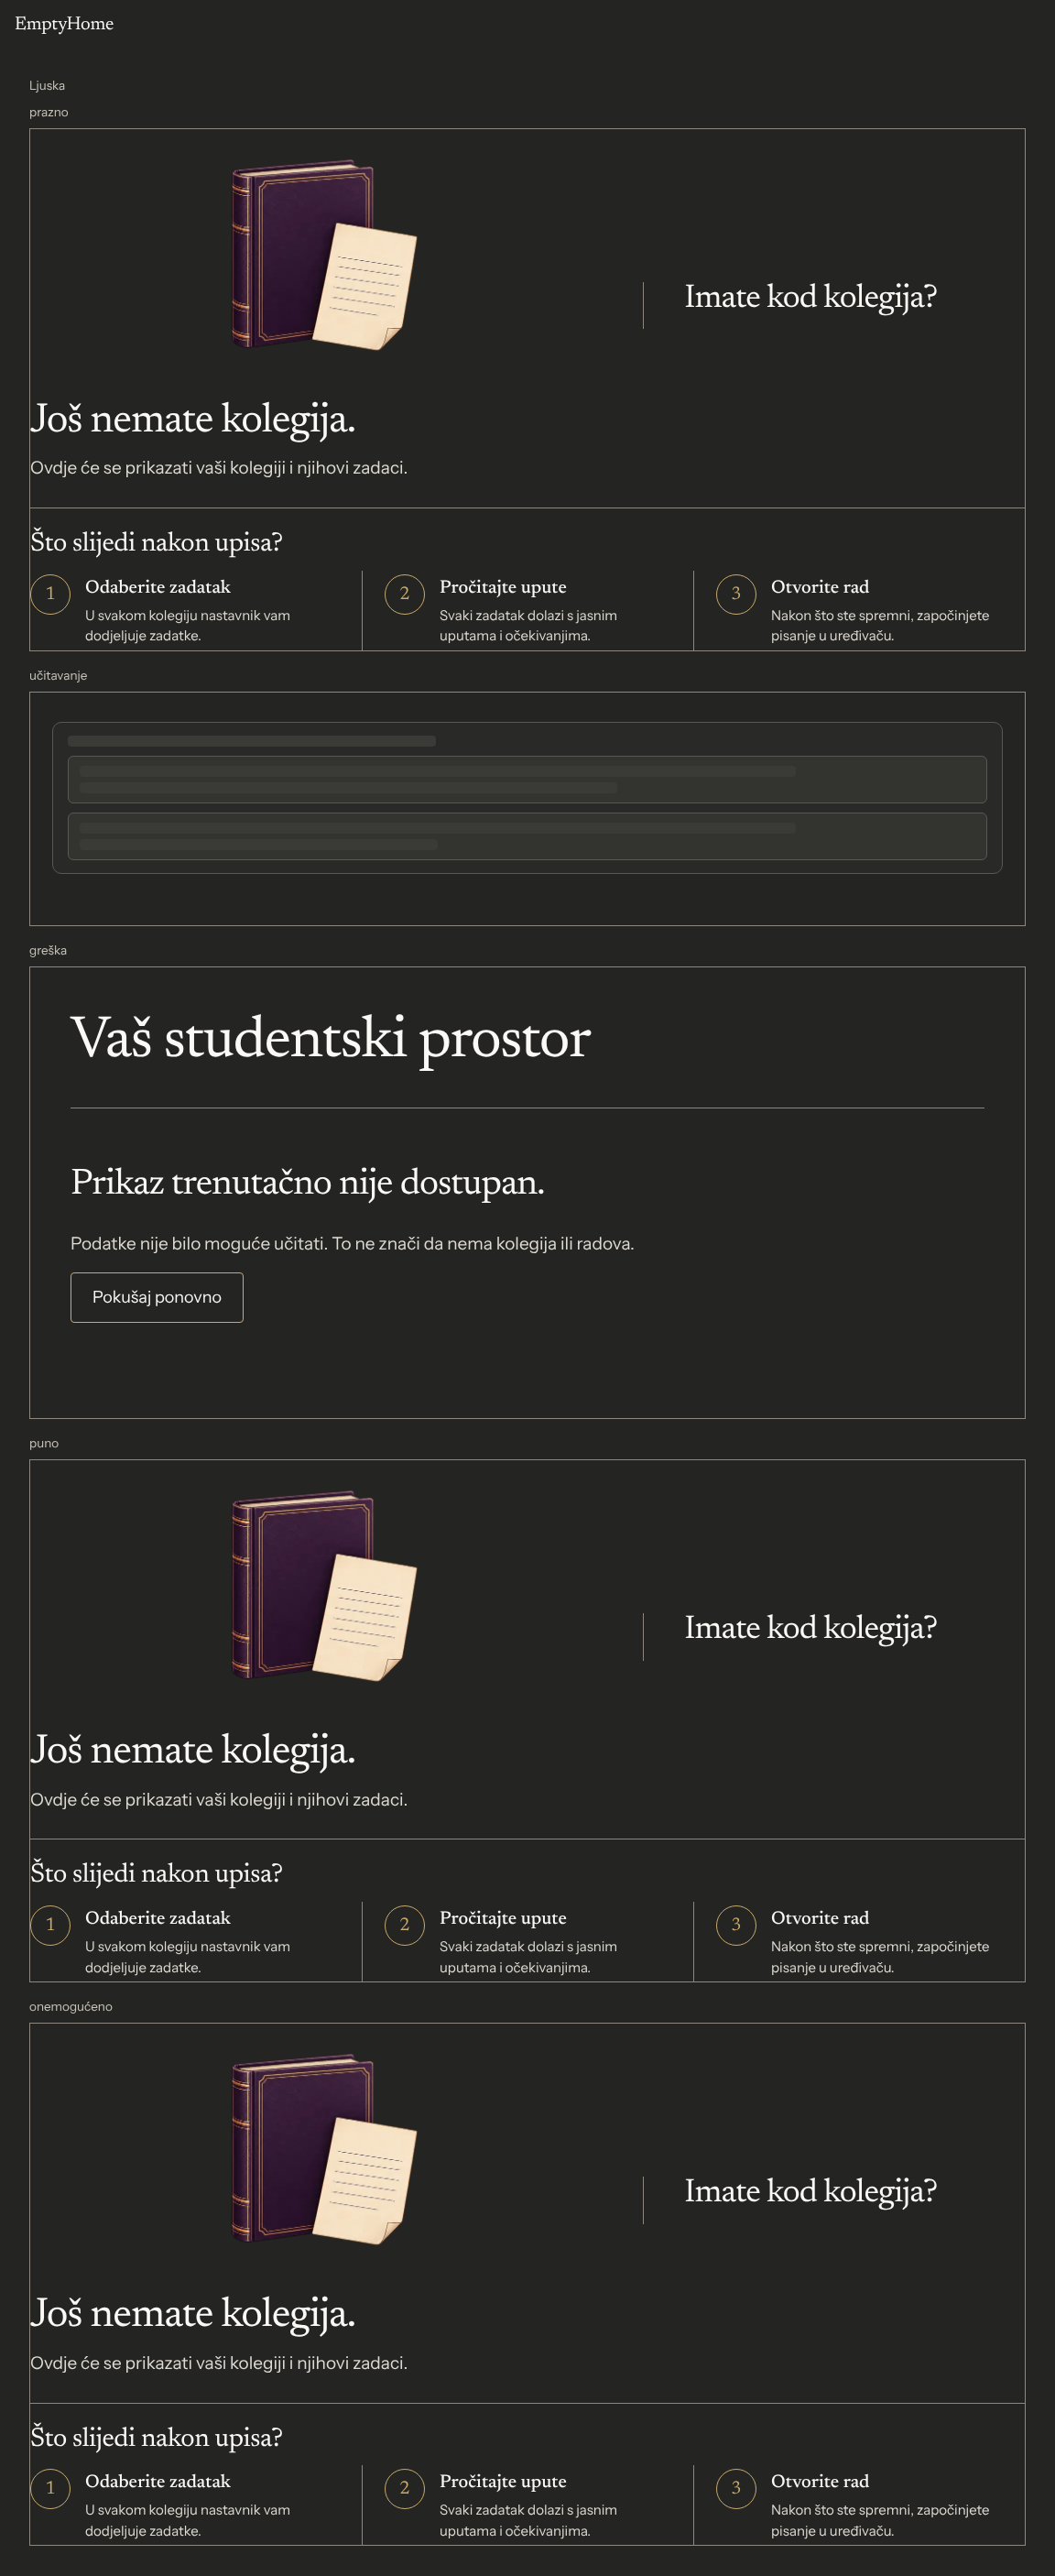 EmptyHome
Ljuska
prazno
Imate kod kolegija?
Još nemate kolegija.
Ovdje će se prikazati vaši kolegiji i njihovi zadaci.
Što slijedi nakon upisa?
1
Odaberite zadatak
U svakom kolegiju nastavnik vam
dodjeljuje zadatke.
2
Pročitajte upute
Svaki zadatak dolazi s jasnim
uputama i očekivanjima.
3
Otvorite rad
Nakon što ste spremni, započinjete
pisanje u uređivaču.
učitavanje
greška
Vaš studentski prostor
Prikaz trenutačno nije dostupan.
Podatke nije bilo moguće učitati. To ne znači da nema kolegija ili radova.
Pokušaj ponovno
puno
Imate kod kolegija?
Još nemate kolegija.
Ovdje će se prikazati vaši kolegiji i njihovi zadaci.
Što slijedi nakon upisa?
1
Odaberite zadatak
U svakom kolegiju nastavnik vam
dodjeljuje zadatke.
2
Pročitajte upute
Svaki zadatak dolazi s jasnim
uputama i očekivanjima.
3
Otvorite rad
Nakon što ste spremni, započinjete
pisanje u uređivaču.
onemogućeno
Imate kod kolegija?
Još nemate kolegija.
Ovdje će se prikazati vaši kolegiji i njihovi zadaci.
Što slijedi nakon upisa?
1
Odaberite zadatak
U svakom kolegiju nastavnik vam
dodjeljuje zadatke.
2
Pročitajte upute
Svaki zadatak dolazi s jasnim
uputama i očekivanjima.
3
Otvorite rad
Nakon što ste spremni, započinjete
pisanje u uređivaču.